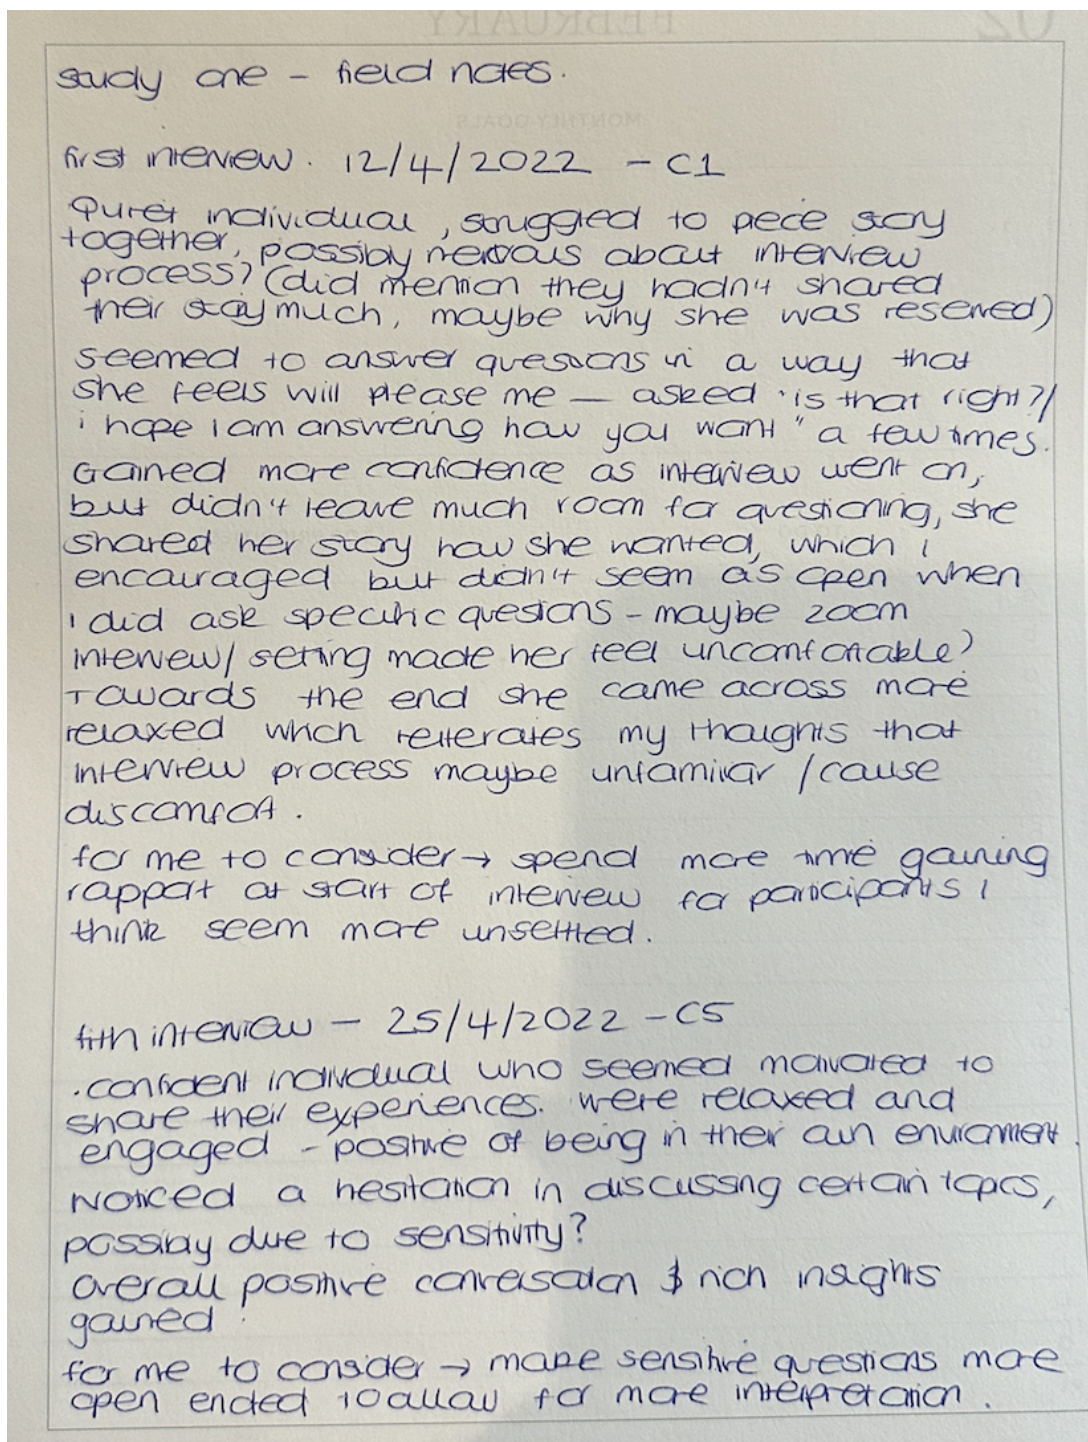 FEBRUARY
02
MONTHLY GOALS
study one - field notes.
first interview. 12/4/2022 - C1
Quiet individual, struggled to piece story
together, possibly nervous about interview
process? (did mention they hadn't shared
their story much, maybe why she was reserved)
seemed to answer questions in a way that
she feels will please me — asked "is that right?/
i hope I am answering how you want" a few times.
Gained more confidence as interview went on,
but didn't leave much room for questioning, she
shared her story how she wanted, which i
encouraged but didn't seem as open when
I did ask specific questions - maybe zoom
interview/ setting made her feel uncomfortable?
Towards the end she came across more
relaxed which reiterates my thoughts that
interview process maybe unfamiliar /cause
discomfort.
for me to consider → spend more time gaining
rapport at start of interview for participants I
think seem more unsettled.
fifth interview - 25/4/2022 - C5
.confident individual who seemed motivated to
share their experiences. were relaxed and
engaged - positive of being in their own environment.
Noticed a hesitation in discussing certain topics,
possibly due to sensitivity?
Overall positive conversation & rich insights
gained.
for me to consider → make sensitive questions more
open ended to allow for more interpretation.